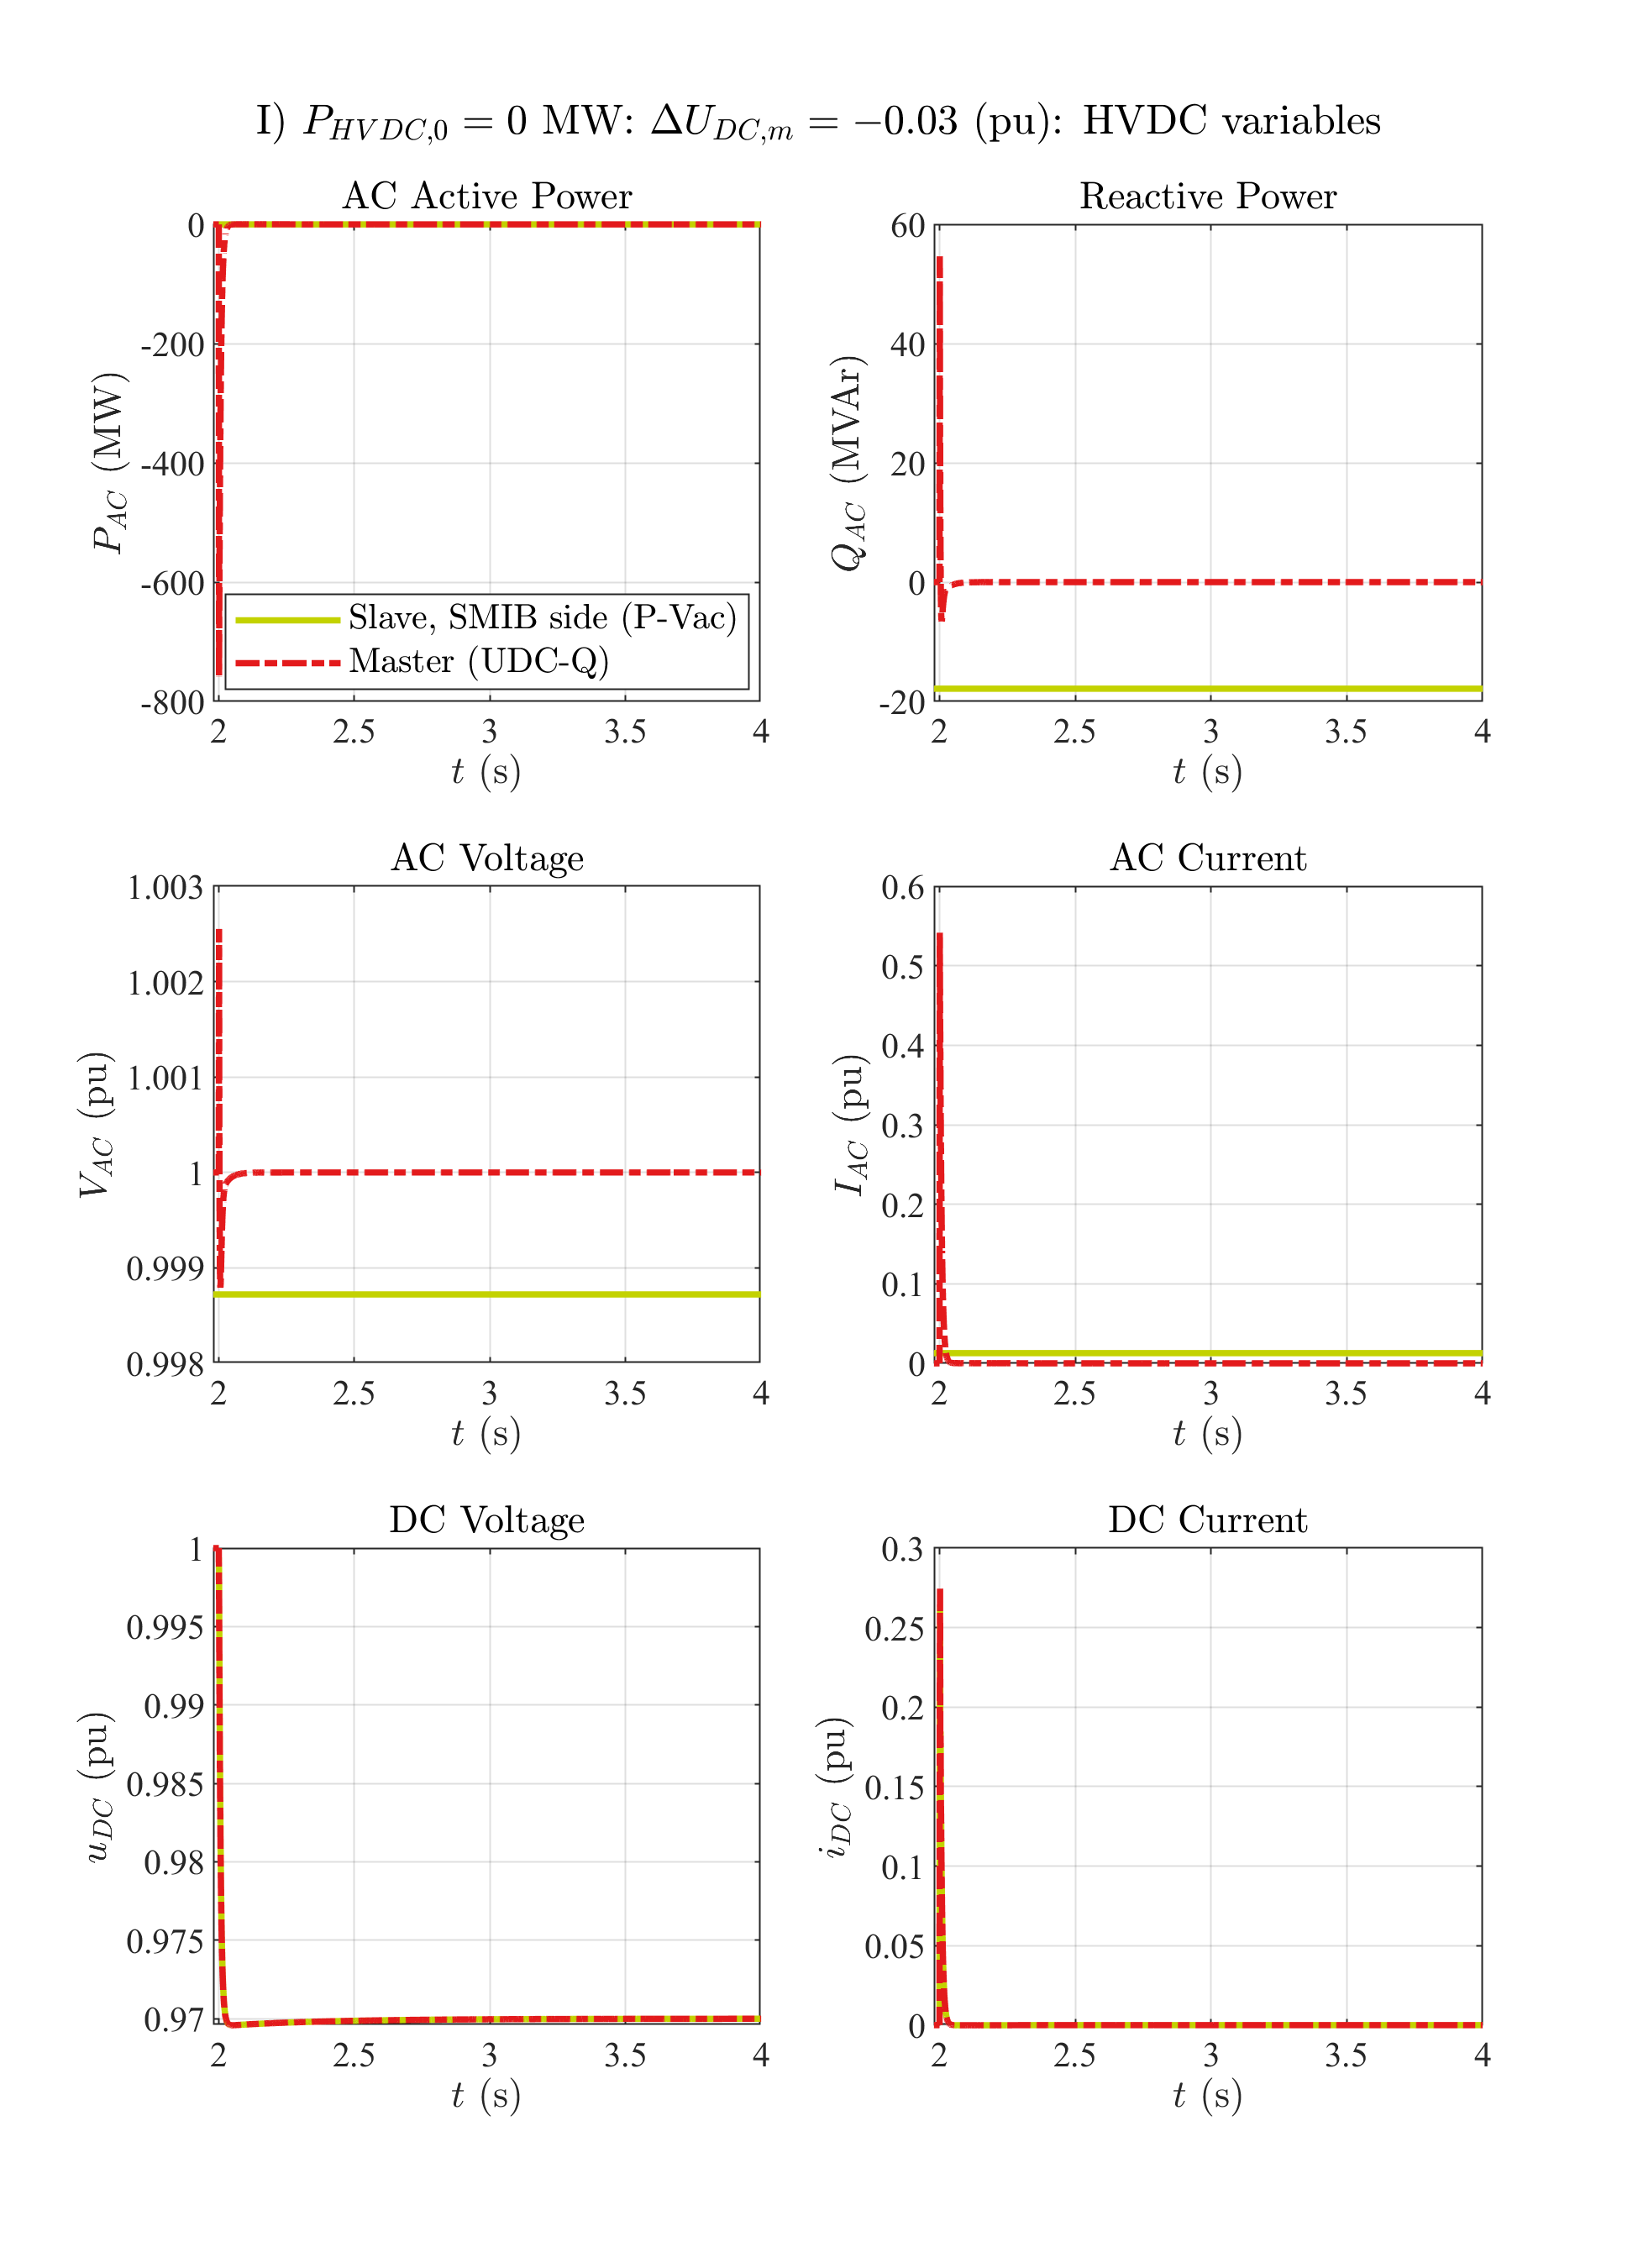 I) P_{HVDC,0} = 0 MW: ΔU_{DC,m} = −0.03 (pu): HVDC variables
AC Active Power
0
-200
-400
-600
-800
P_{AC} (MW)
Slave, SMIB side (P-Vac)
Master (UDC-Q)
2 2.5 3 3.5 4
t (s)
Reactive Power
60
40
20
0
-20
Q_{AC} (MVAr)
2 2.5 3 3.5 4
t (s)
AC Voltage
1.003
1.002
1.001
1
0.999
0.998
V_{AC} (pu)
2 2.5 3 3.5 4
t (s)
AC Current
0.6
0.5
0.4
0.3
0.2
0.1
0
I_{AC} (pu)
2 2.5 3 3.5 4
t (s)
DC Voltage
1
0.995
0.99
0.985
0.98
0.975
0.97
u_{DC} (pu)
2 2.5 3 3.5 4
t (s)
DC Current
0.3
0.25
0.2
0.15
0.1
0.05
0
i_{DC} (pu)
2 2.5 3 3.5 4
t (s)